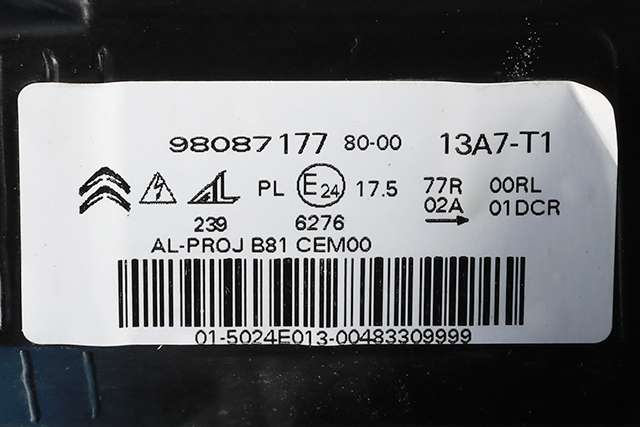 98087177 80-00 13A7-T1
AL PL E24 17.5 77R 00RL
02A 01DCR
239 6276
AL-PROJ B81 CEM00
01-5024E013-00483309999